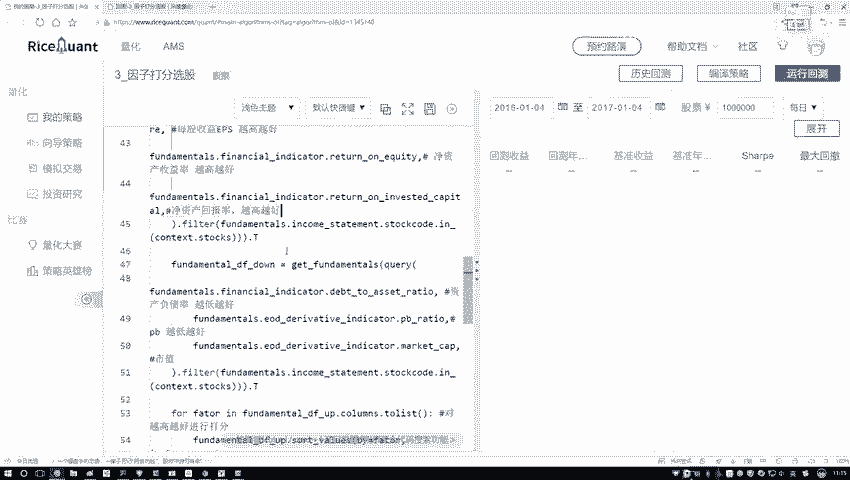 https://www.ricequant.com/
RiceQuant 量化 AMS 预约路演 帮助文档 社区
3_因子打分选股 历史回测 编译策略 运行回测
浅色主题 默认快捷键
2016-01-04 至 2017-01-04 股票 ¥ 1000000 每日
展开
我的策略
向导策略
模拟交易
投资研究
比赛
量化大赛
策略英雄榜
回测收益 回测年... 基准收益 基准年... Sharpe 最大回撤
re, #每股收益EPS 越高越好
43
fundamentals.financial_indicator.return_on_equity,# 净资
产收益率 越高越好
44
fundamentals.financial_indicator.return_on_invested_capit
al,#净资产回报率，越高越好
45 ).filter(fundamentals.income_statement.stockcode.in_
(context.stocks))).T
46
47 fundamental_df_down = get_fundamentals(query(
48
fundamentals.financial_indicator.debt_to_asset_ratio, #资
产负债率 越低越好
49 fundamentals.eod_derivative_indicator.pb_ratio,#
pb 越低越好
50 fundamentals.eod_derivative_indicator.market_cap,
#市值
51 ).filter(fundamentals.income_statement.stockcode.in_
(context.stocks))).T
52
53 for fator in fundamental_df_up.columns.tolist(): #对
越高越好进行打分
54
11:15